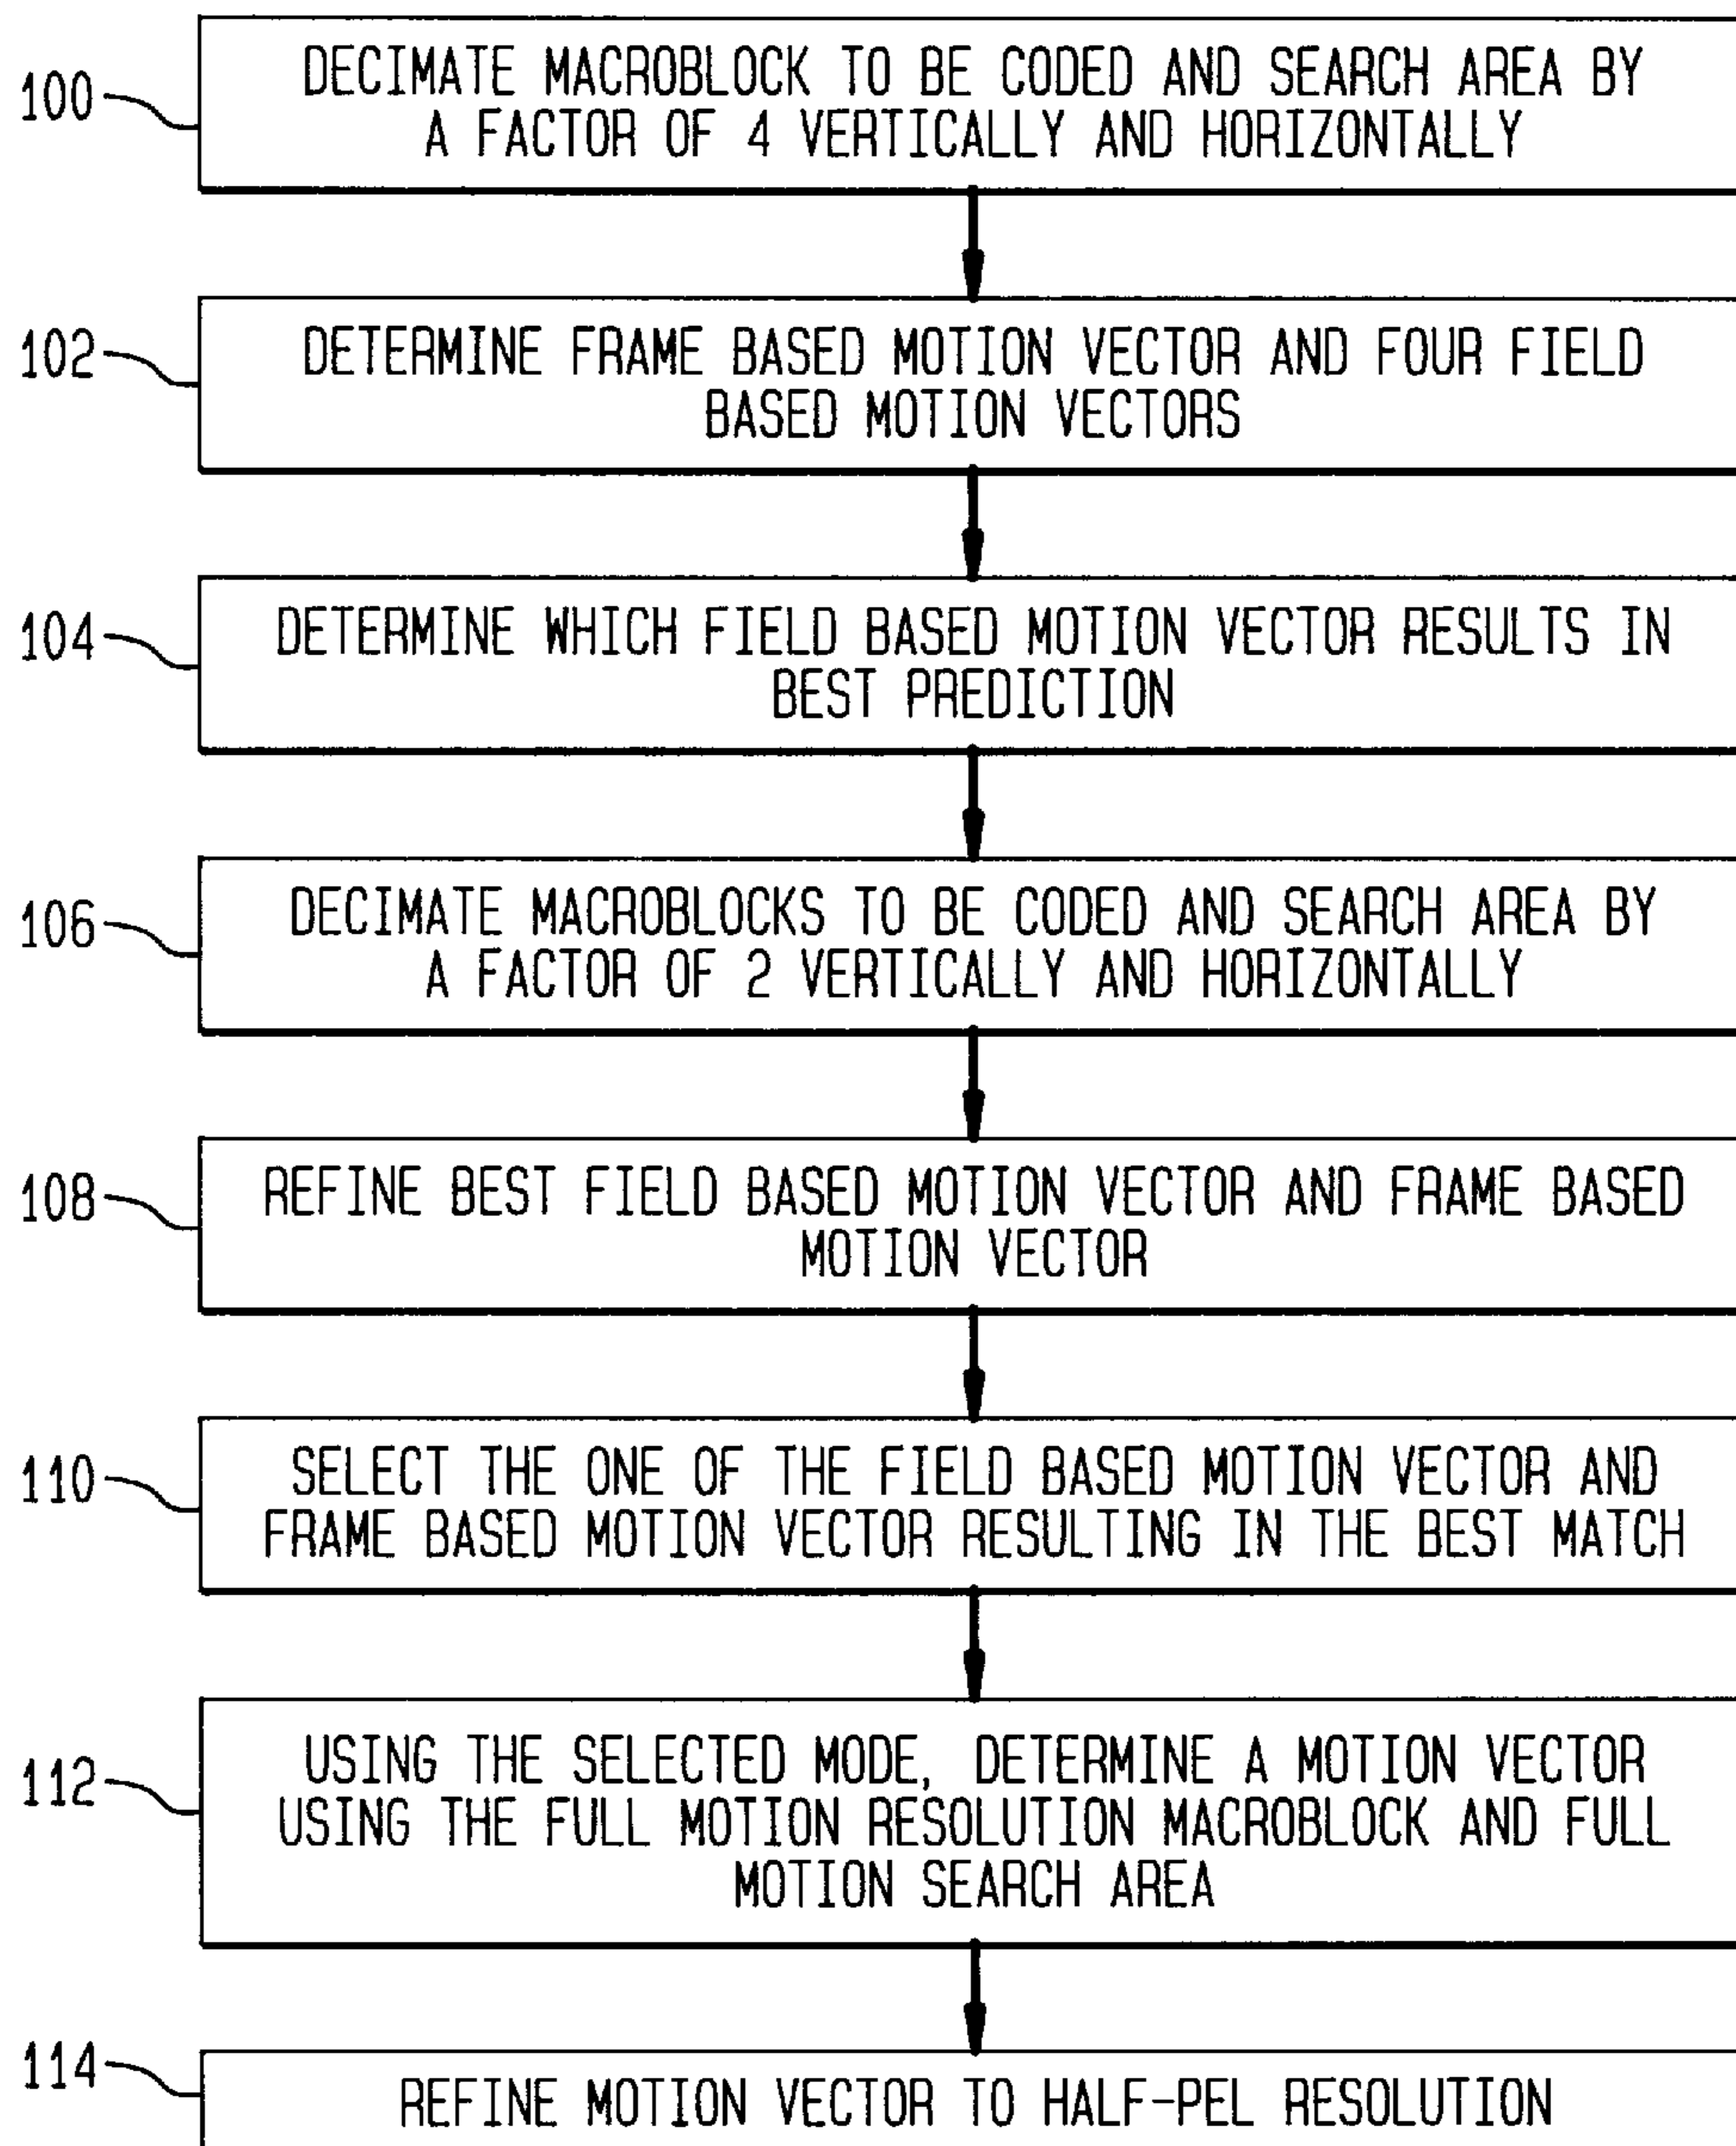 100
DECIMATE MACROBLOCK TO BE CODED AND SEARCH AREA BY
A FACTOR OF 4 VERTICALLY AND HORIZONTALLY
102
DETERMINE FRAME BASED MOTION VECTOR AND FOUR FIELD
BASED MOTION VECTORS
104
DETERMINE WHICH FIELD BASED MOTION VECTOR RESULTS IN
BEST PREDICTION
106
DECIMATE MACROBLOCKS TO BE CODED AND SEARCH AREA BY
A FACTOR OF 2 VERTICALLY AND HORIZONTALLY
108
REFINE BEST FIELD BASED MOTION VECTOR AND FRAME BASED
MOTION VECTOR
110
SELECT THE ONE OF THE FIELD BASED MOTION VECTOR AND
FRAME BASED MOTION VECTOR RESULTING IN THE BEST MATCH
112
USING THE SELECTED MODE, DETERMINE A MOTION VECTOR
USING THE FULL MOTION RESOLUTION MACROBLOCK AND FULL
MOTION SEARCH AREA
114
REFINE MOTION VECTOR TO HALF-PEL RESOLUTION